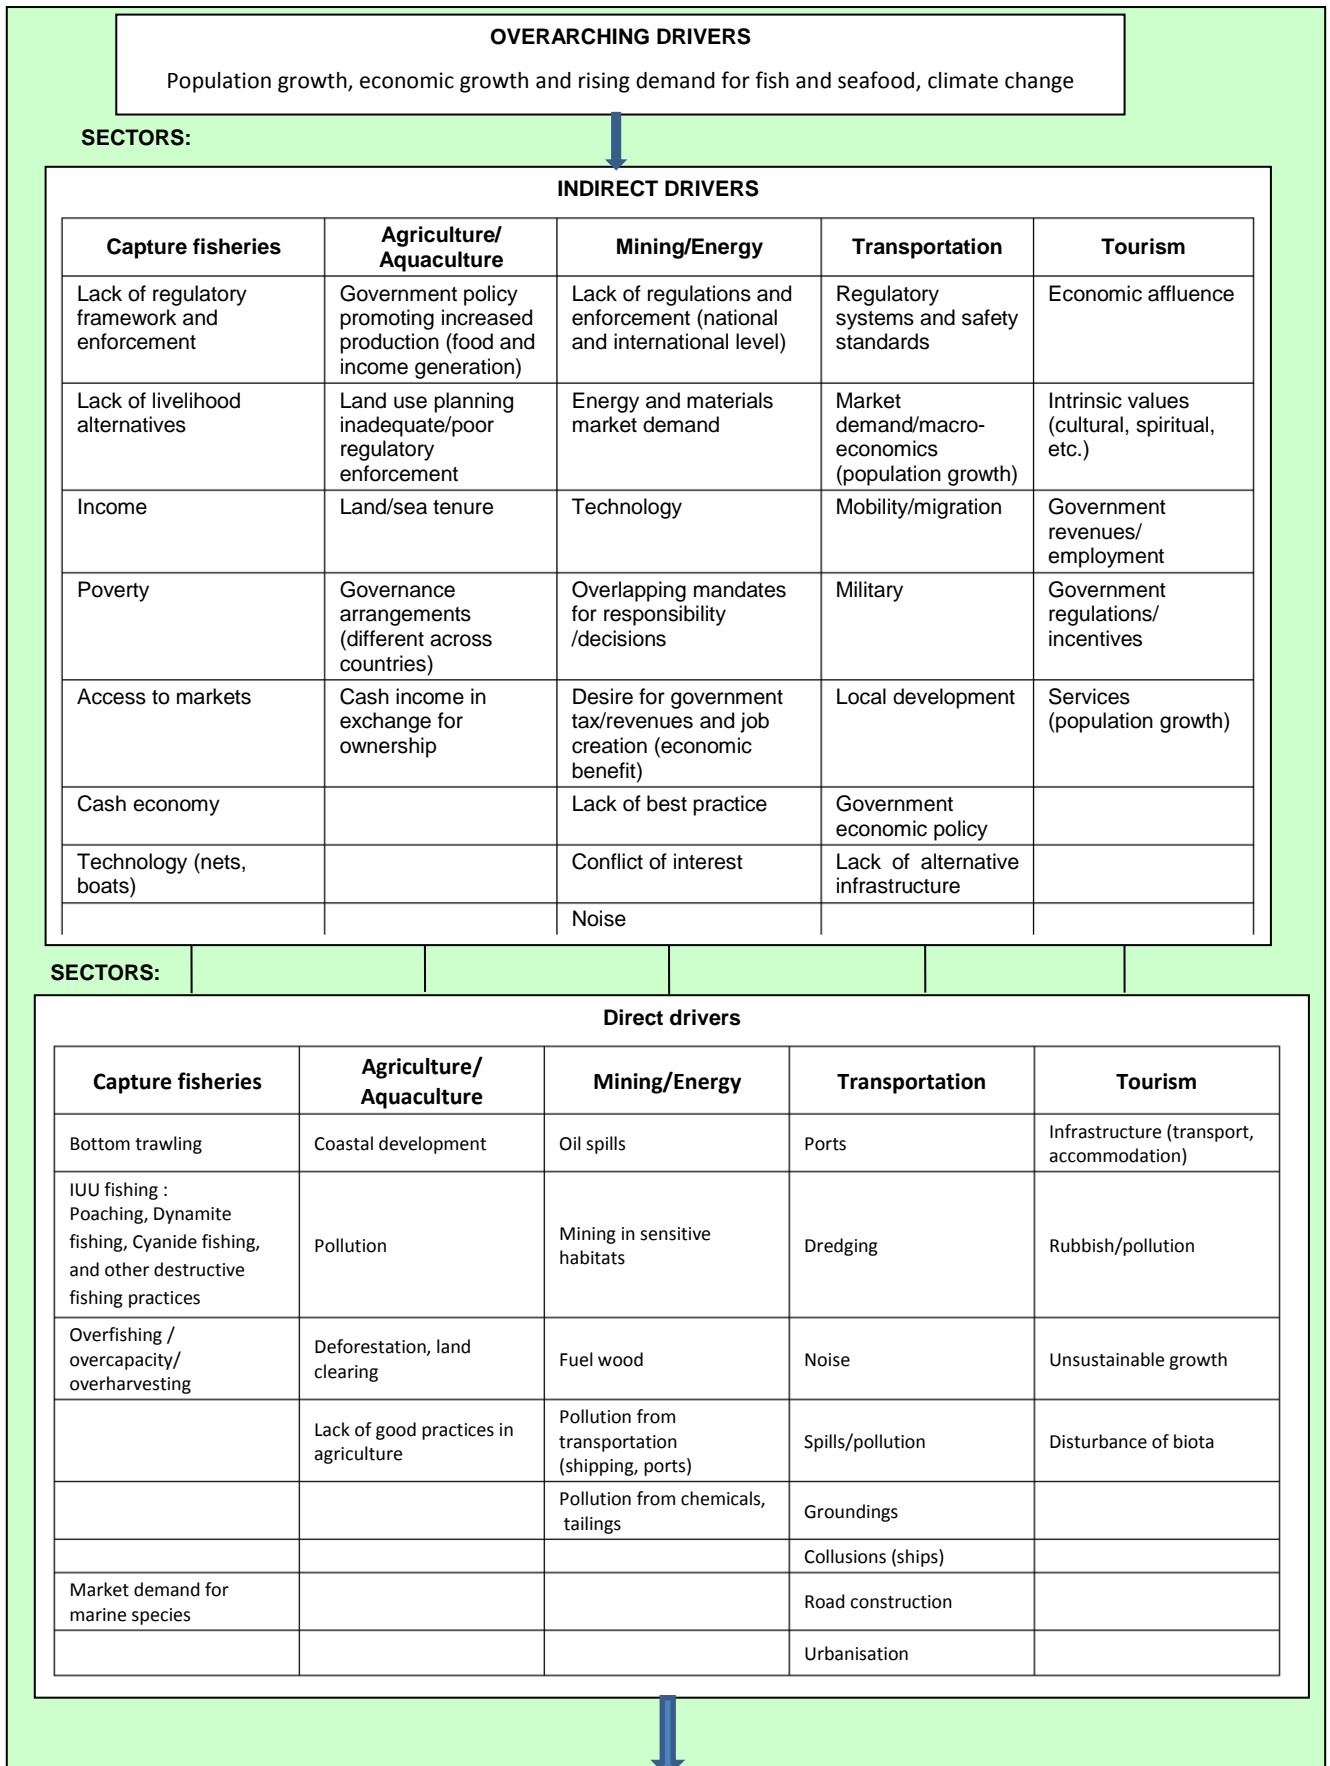 OVERARCHING DRIVERS
Population growth, economic growth and rising demand for fish and seafood, climate change
SECTORS:
INDIRECT DRIVERS
Capture fisheries
Agriculture/
Aquaculture
Mining/Energy
Transportation
Tourism
Lack of regulatory
framework and
enforcement
Government policy
promoting increased
production (food and
income generation)
Lack of regulations and
enforcement (national
and international level)
Regulatory
systems and safety
standards
Economic affluence
Lack of livelihood
alternatives
Land use planning
inadequate/poor
regulatory
enforcement
Energy and materials
market demand
Market
demand/macro-
economics
(population growth)
Intrinsic values
(cultural, spiritual,
etc.)
Income
Land/sea tenure
Technology
Mobility/migration
Government
revenues/
employment
Poverty
Governance
arrangements
(different across
countries)
Overlapping mandates
for responsibility
/decisions
Military
Government
regulations/
incentives
Access to markets
Cash income in
exchange for
ownership
Desire for government
tax/revenues and job
creation (economic
benefit)
Local development
Services
(population growth)
Cash economy
Lack of best practice
Government
economic policy
Technology (nets,
boats)
Conflict of interest
Lack of alternative
infrastructure
Noise
SECTORS:
Direct drivers
Capture fisheries
Agriculture/
Aquaculture
Mining/Energy
Transportation
Tourism
Bottom trawling
Coastal development
Oil spills
Ports
Infrastructure (transport,
accommodation)
IUU fishing :
Poaching, Dynamite
fishing, Cyanide fishing,
and other destructive
fishing practices
Pollution
Mining in sensitive
habitats
Dredging
Rubbish/pollution
Overfishing /
overcapacity/
overharvesting
Deforestation, land
clearing
Fuel wood
Noise
Unsustainable growth
Lack of good practices in
agriculture
Pollution from
transportation
(shipping, ports)
Spills/pollution
Disturbance of biota
Pollution from chemicals,
tailings
Groundings
Collusions (ships)
Market demand for
marine species
Road construction
Urbanisation